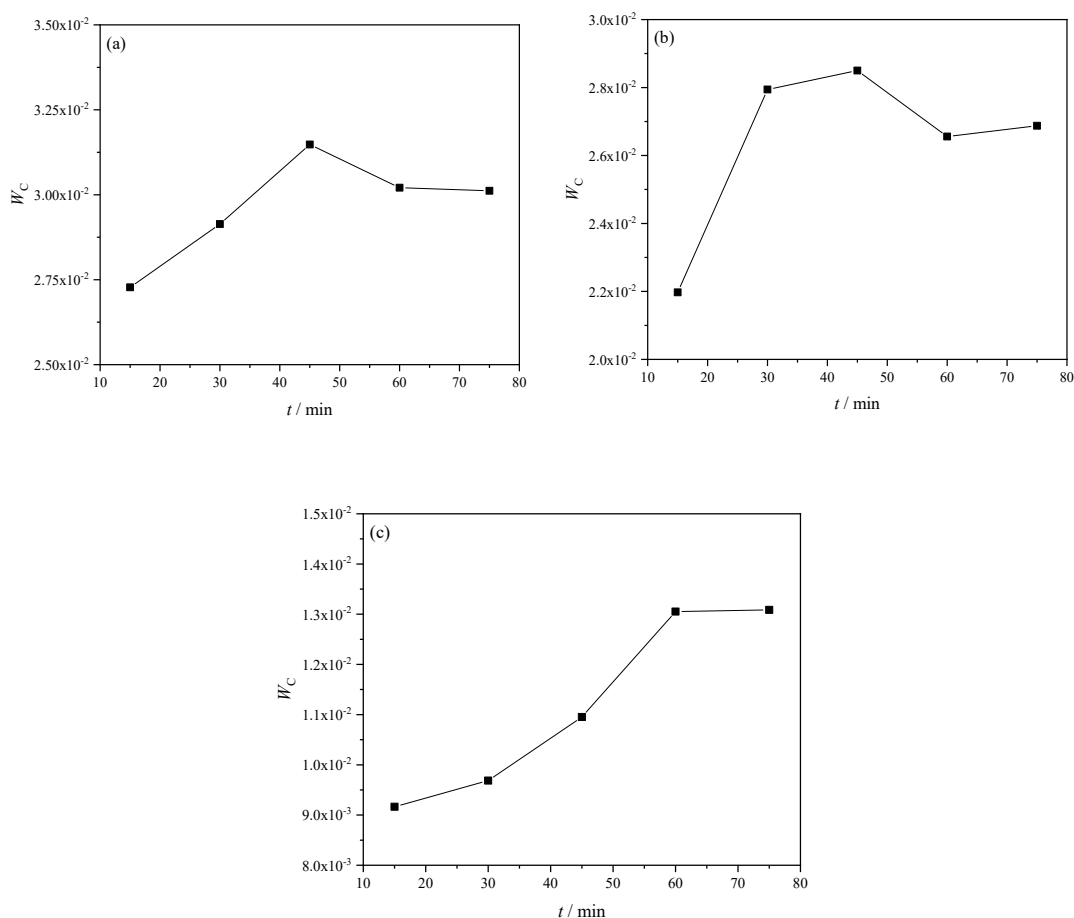 (a)
3.50x10⁻²
3.25x10⁻²
3.00x10⁻²
2.75x10⁻²
2.50x10⁻²
W_C
10 20 30 40 50 60 70 80
t / min
(b)
3.0x10⁻²
2.8x10⁻²
2.6x10⁻²
2.4x10⁻²
2.2x10⁻²
2.0x10⁻²
W_C
10 20 30 40 50 60 70 80
t / min
(c)
1.5x10⁻²
1.4x10⁻²
1.3x10⁻²
1.2x10⁻²
1.1x10⁻²
1.0x10⁻²
9.0x10⁻³
8.0x10⁻³
W_C
10 20 30 40 50 60 70 80
t / min